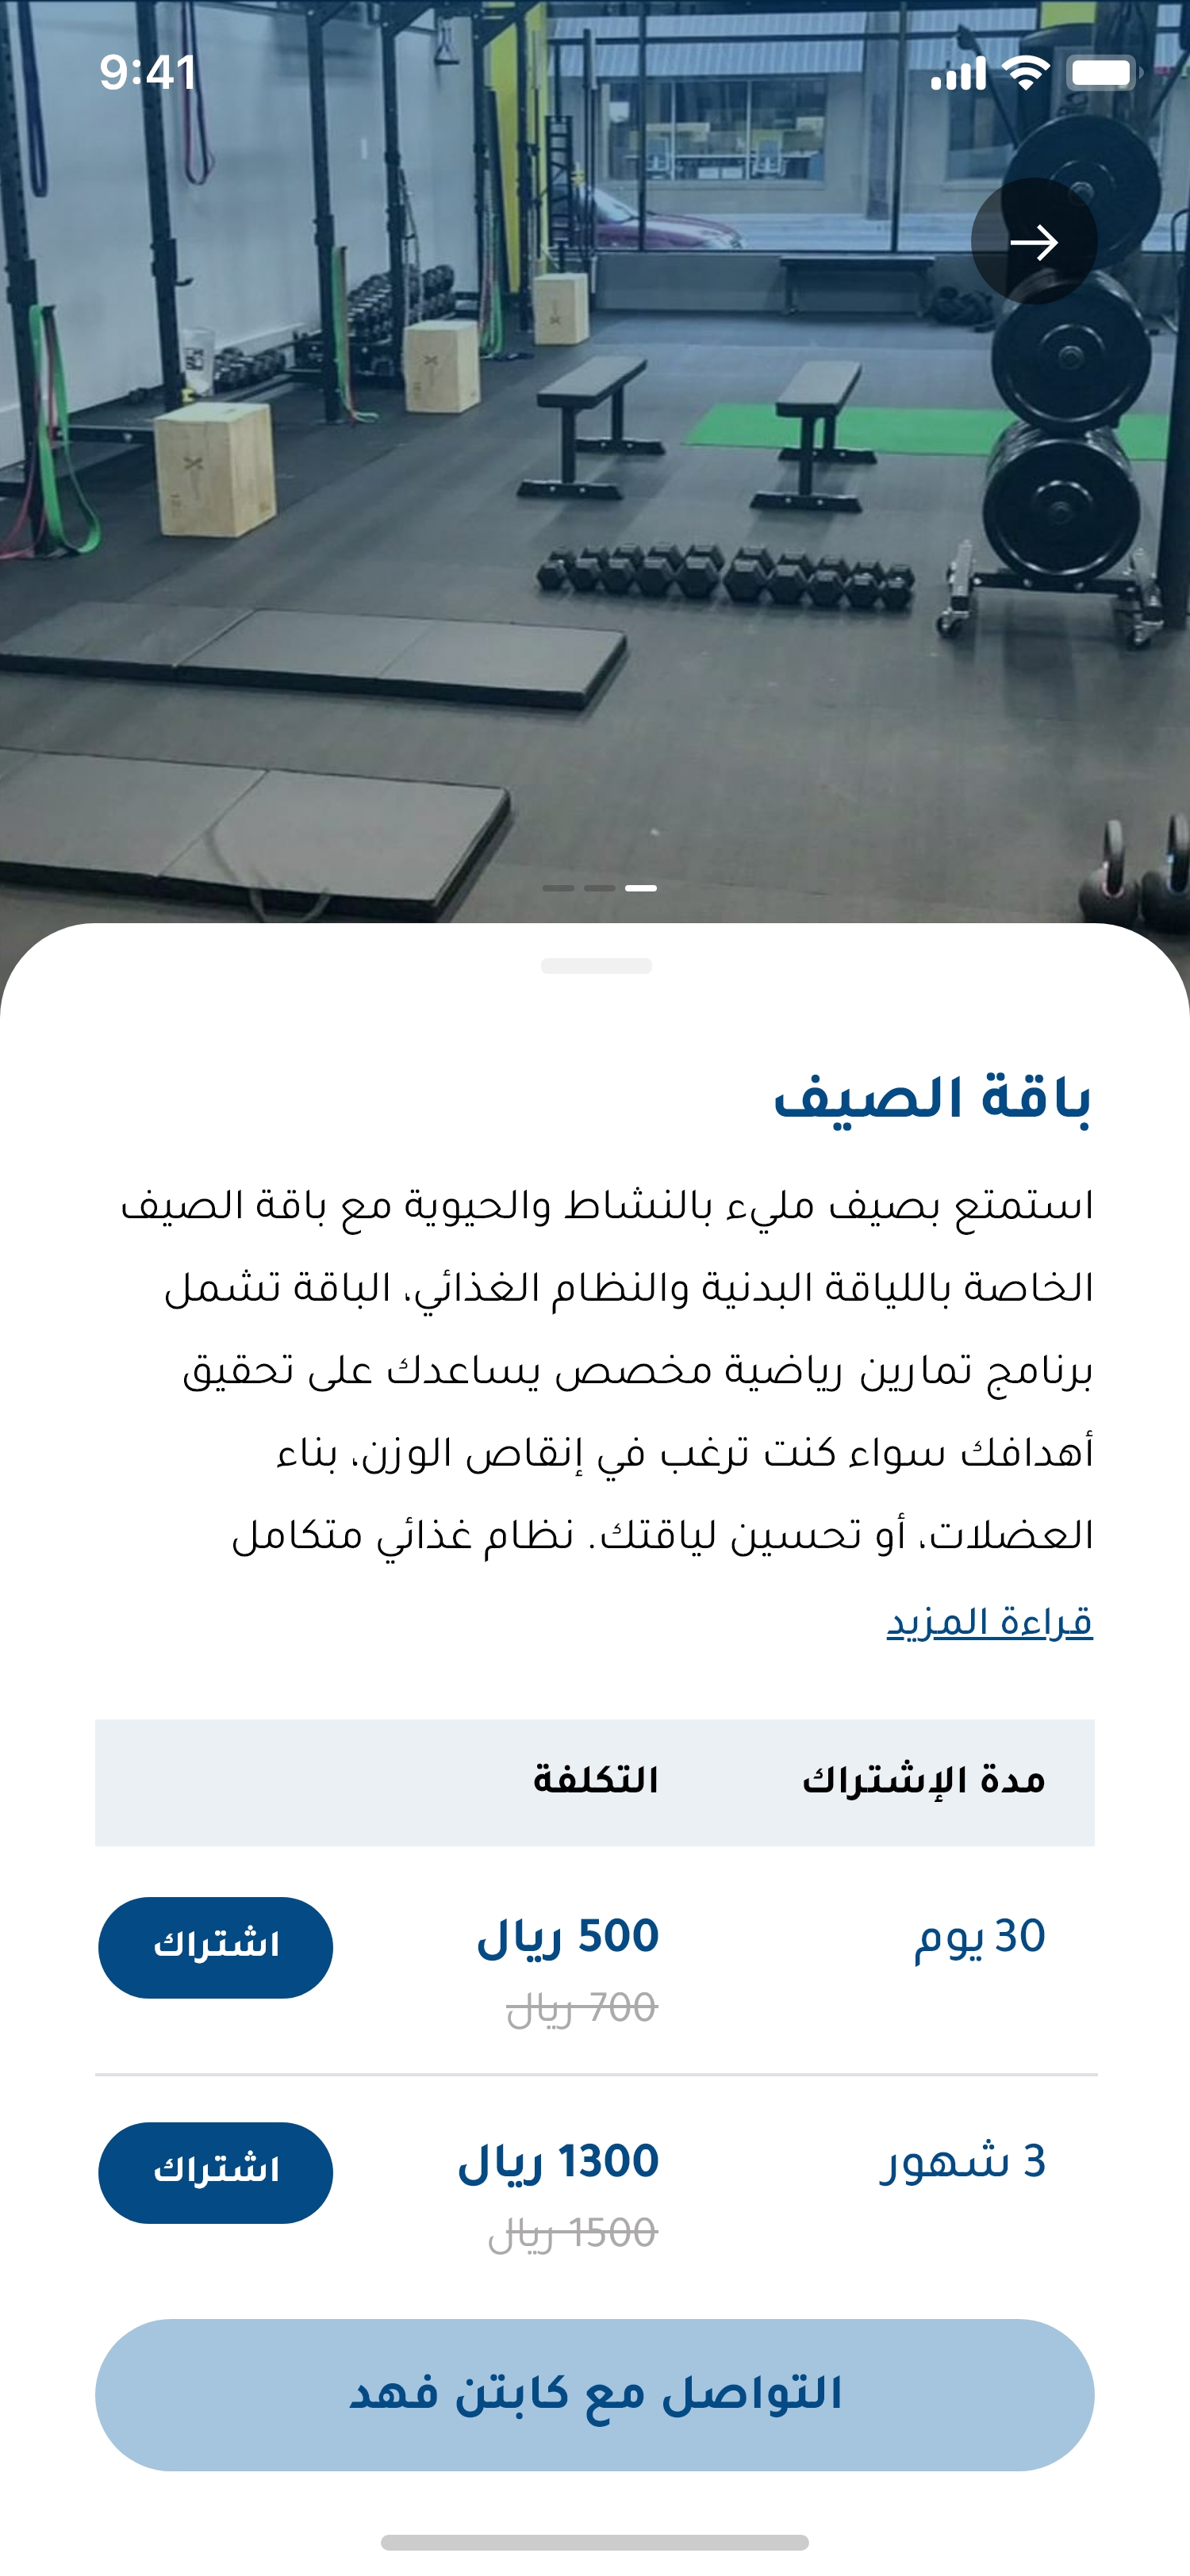 9:41
باقة الصيف
استمتع بصيف مليء بالنشاط والحيوية مع باقة الصيف
الخاصة باللياقة البدنية والنظام الغذائي، الباقة تشمل
برنامج تمارين رياضية مخصص يساعدك على تحقيق
أهدافك سواء كنت ترغب في إنقاص الوزن، بناء
العضلات، أو تحسين لياقتك. نظام غذائي متكامل
قراءة المزيد
مدة الإشتراك التكلفة
30 يوم 500 ريال اشتراك
700 ريال
3 شهور 1300 ريال اشتراك
1500 ريال
التواصل مع كابتن فهد